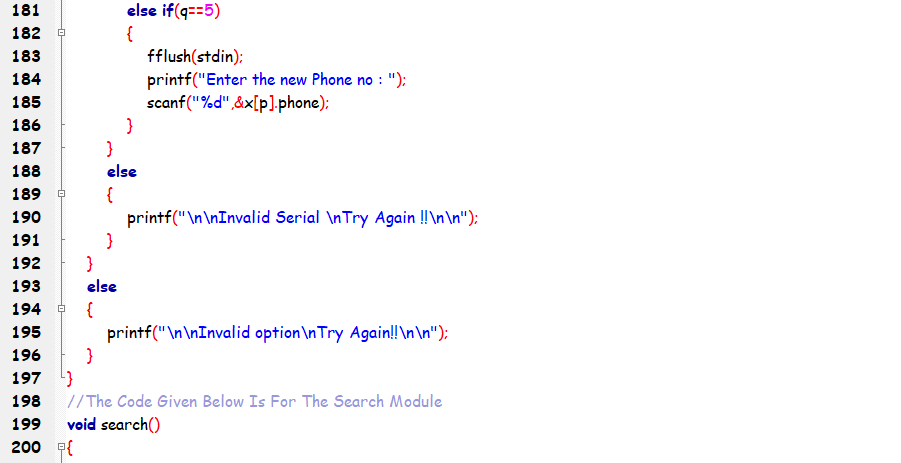 181 else if(q==5)
182 {
183 fflush(stdin);
184 printf("Enter the new Phone no : ");
185 scanf("%d",&x[p].phone);
186 }
187 }
188 else
189 {
190 printf("\n\nInvalid Serial \nTry Again !!\n\n");
191 }
192 }
193 else
194 {
195 printf("\n\nInvalid option\nTry Again!!\n\n");
196 }
197 }
198 //The Code Given Below Is For The Search Module
199 void search()
200 {